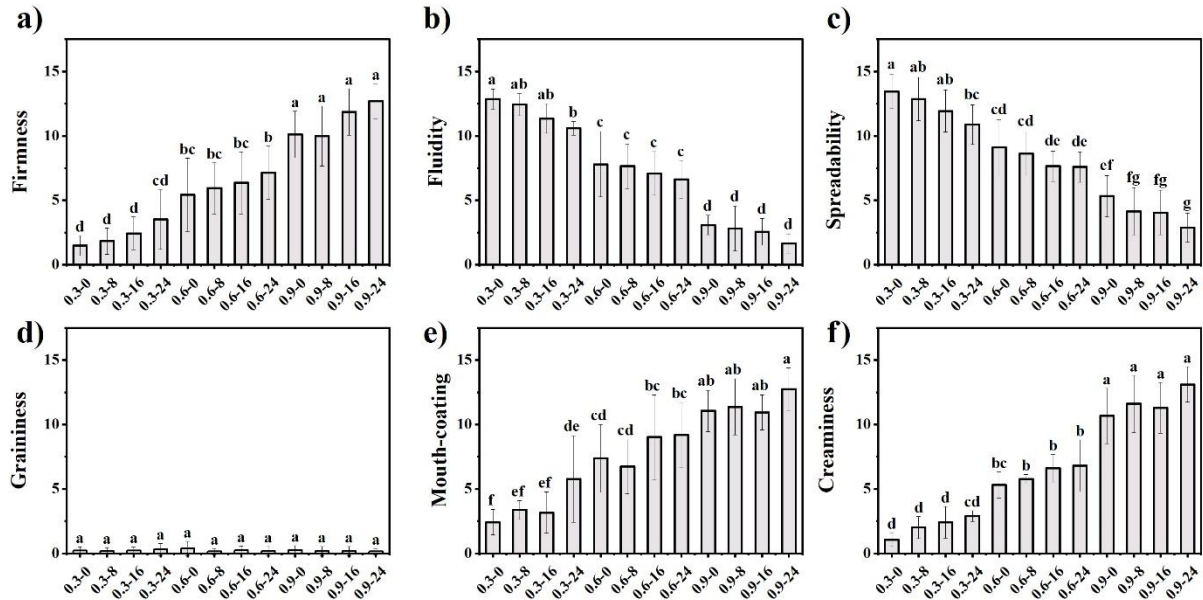 a)
Firmness
15
10
5
0
d d d cd bc bc bc b a a a a
0.3-0 0.3-8 0.3-16 0.3-24 0.6-0 0.6-8 0.6-16 0.6-24 0.9-0 0.9-8 0.9-16 0.9-24
b)
Fluidity
15
10
5
0
a ab ab b c c c c d d d d
0.3-0 0.3-8 0.3-16 0.3-24 0.6-0 0.6-8 0.6-16 0.6-24 0.9-0 0.9-8 0.9-16 0.9-24
c)
Spreadability
15
10
5
0
a ab ab bc cd cd de de ef fg fg g
0.3-0 0.3-8 0.3-16 0.3-24 0.6-0 0.6-8 0.6-16 0.6-24 0.9-0 0.9-8 0.9-16 0.9-24
d)
Graininess
15
10
5
0
a a a a a a a a a a a a
0.3-0 0.3-8 0.3-16 0.3-24 0.6-0 0.6-8 0.6-16 0.6-24 0.9-0 0.9-8 0.9-16 0.9-24
e)
Mouth-coating
15
10
5
0
f ef ef de cd cd bc bc ab ab ab a
0.3-0 0.3-8 0.3-16 0.3-24 0.6-0 0.6-8 0.6-16 0.6-24 0.9-0 0.9-8 0.9-16 0.9-24
f)
Creaminess
15
10
5
0
d d d cd bc b b b a a a a
0.3-0 0.3-8 0.3-16 0.3-24 0.6-0 0.6-8 0.6-16 0.6-24 0.9-0 0.9-8 0.9-16 0.9-24